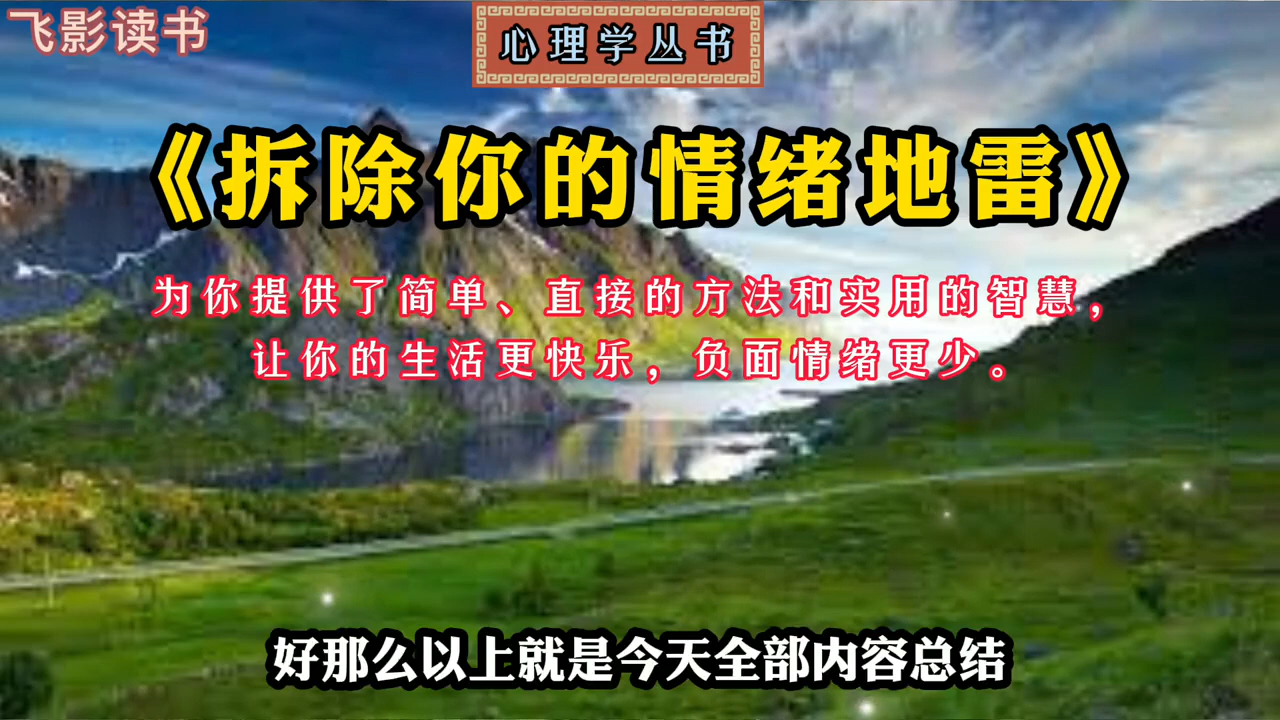 飞影读书
心理学丛书
《拆除你的情绪地雷》
为你提供了简单、直接的方法和实用的智慧，
让你的生活更快乐，负面情绪更少。
好那么以上就是今天全部内容总结